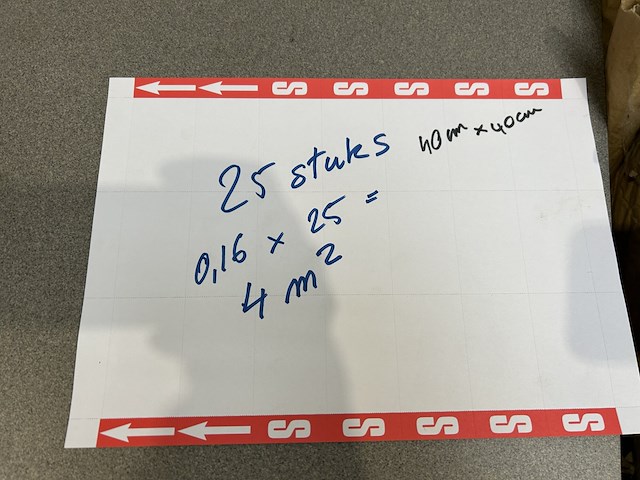 S S S S S
25 stuks 40cm x 40cm
0,16 x 25 =
4 m²
S S S S S